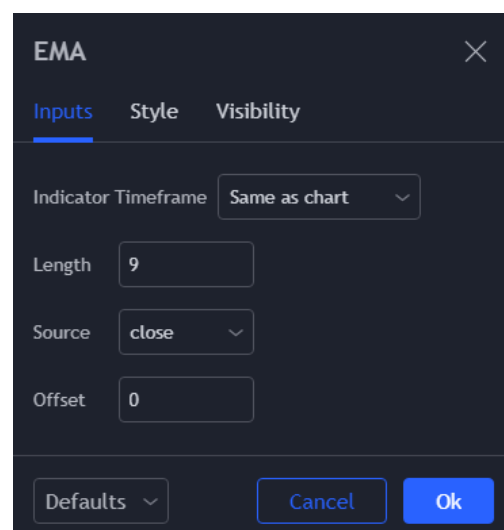 EMA
Inputs Style Visibility
Indicator Timeframe Same as chart
Length 9
Source close
Offset 0
Defaults Cancel Ok